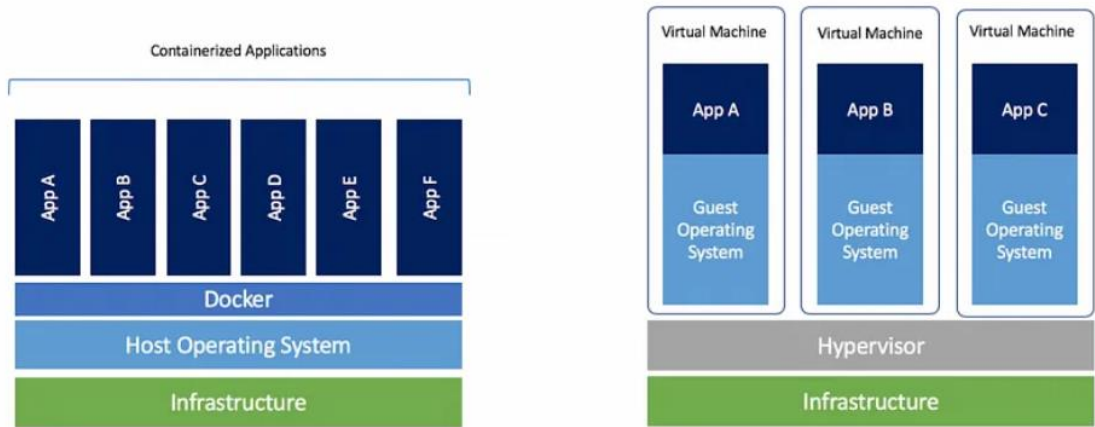 Containerized Applications
App A
App B
App C
App D
App E
App F
Docker
Host Operating System
Infrastructure
Virtual Machine
App A
Guest
Operating
System
Virtual Machine
App B
Guest
Operating
System
Virtual Machine
App C
Guest
Operating
System
Hypervisor
Infrastructure